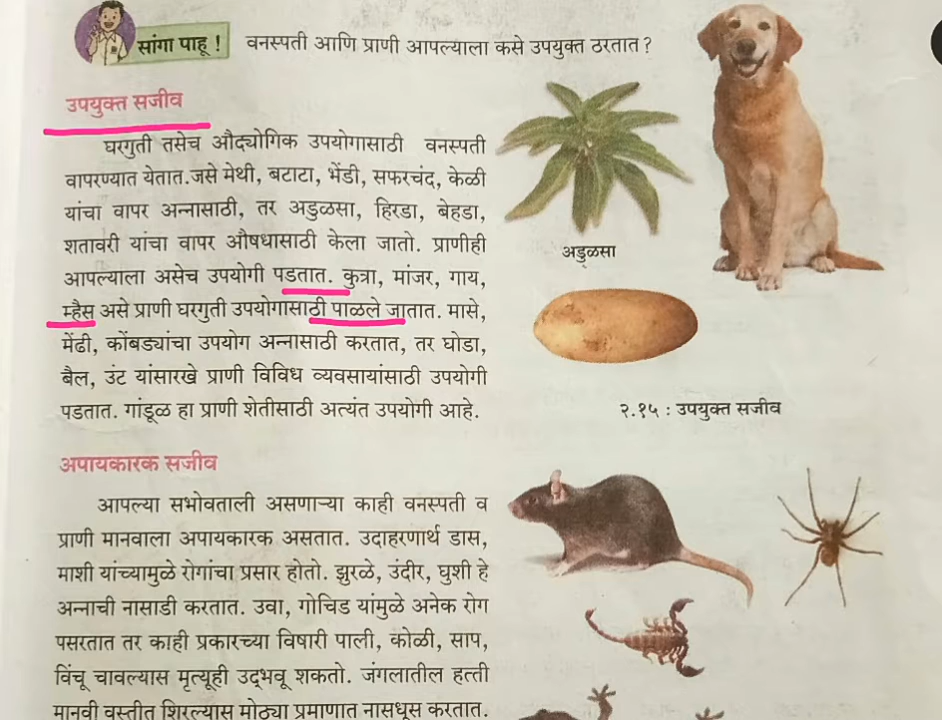 सांगा पाहू !
वनस्पती आणि प्राणी आपल्याला कसे उपयुक्त ठरतात ?
उपयुक्त सजीव
घरगुती तसेच औद्योगिक उपयोगासाठी वनस्पती
वापरण्यात येतात.जसे मेथी, बटाटा, भेंडी, सफरचंद, केळी
यांचा वापर अन्नासाठी, तर अडुळसा, हिरडा, बेहडा,
शतावरी यांचा वापर औषधासाठी केला जातो. प्राणीही
आपल्याला असेच उपयोगी पडतात. कुत्रा, मांजर, गाय,
म्हैस असे प्राणी घरगुती उपयोगासाठी पाळले जातात. मासे,
मेंढी, कोंबड्यांचा उपयोग अन्नासाठी करतात, तर घोडा,
बैल, उंट यांसारखे प्राणी विविध व्यवसायांसाठी उपयोगी
पडतात. गांडूळ हा प्राणी शेतीसाठी अत्यंत उपयोगी आहे.
अडुळसा
२.१५ : उपयुक्त सजीव
अपायकारक सजीव
आपल्या सभोवताली असणाऱ्या काही वनस्पती व
प्राणी मानवाला अपायकारक असतात. उदाहरणार्थ डास,
माशी यांच्यामुळे रोगांचा प्रसार होतो. झुरळे, उंदीर, घुशी हे
अन्नाची नासाडी करतात. उवा, गोचिड यांमुळे अनेक रोग
पसरतात तर काही प्रकारच्या विषारी पाली, कोळी, साप,
विंचू चावल्यास मृत्यूही उद्‌भवू शकतो. जंगलातील हत्ती
मानवी वस्तीत शिरल्यास मोठ्या प्रमाणात नासधूस करतात.